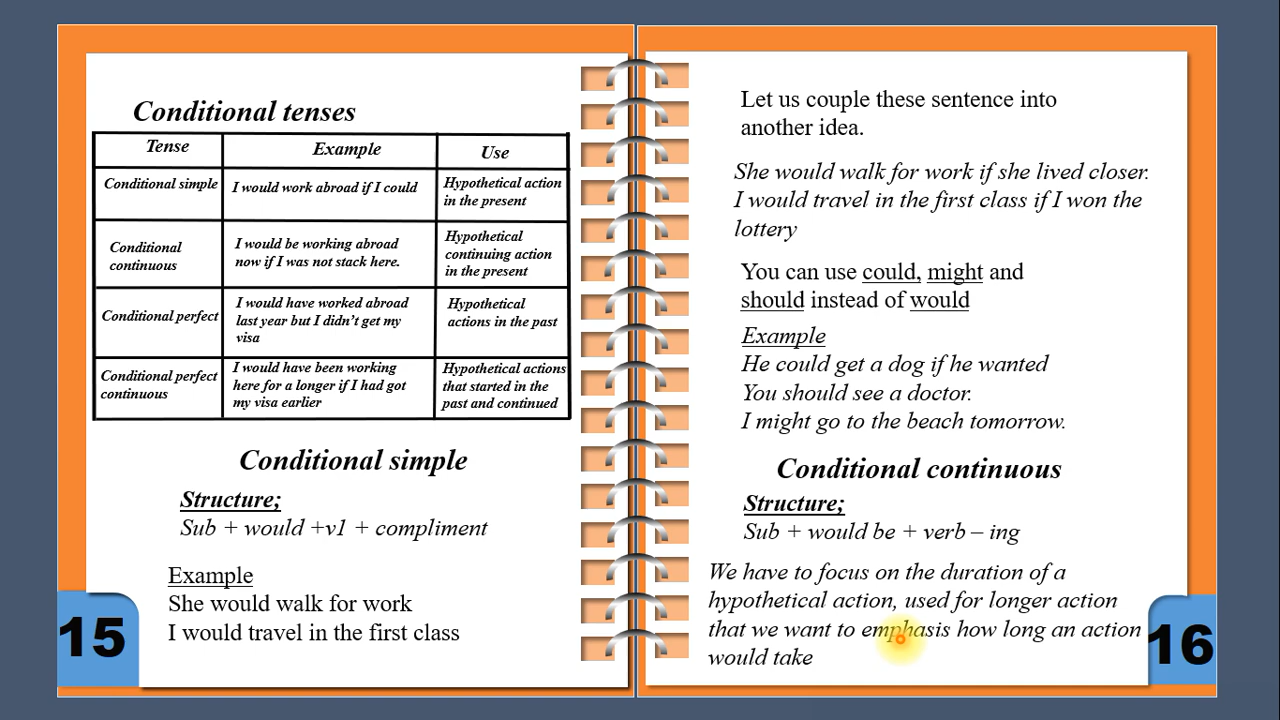 Conditional tenses
Tense Example Use
Conditional simple I would work abroad if I could Hypothetical action
in the present
Conditional
continuous
I would be working abroad
now if I was not stack here.
Hypothetical
continuing action
in the present
Conditional perfect
I would have worked abroad
last year but I didn't get my
visa
Hypothetical
actions in the past
Conditional perfect
continuous
I would have been working
here for a longer if I had got
my visa earlier
Hypothetical actions
that started in the
past and continued
Conditional simple
Structure;
Sub + would +v1 + compliment
Example
She would walk for work
I would travel in the first class
15
Let us couple these sentence into
another idea.
She would walk for work if she lived closer.
I would travel in the first class if I won the
lottery
You can use could, might and
should instead of would
Example
He could get a dog if he wanted
You should see a doctor.
I might go to the beach tomorrow.
Conditional continuous
Structure;
Sub + would be + verb – ing
We have to focus on the duration of a
hypothetical action, used for longer action
that we want to emphasis how long an action
would take
16